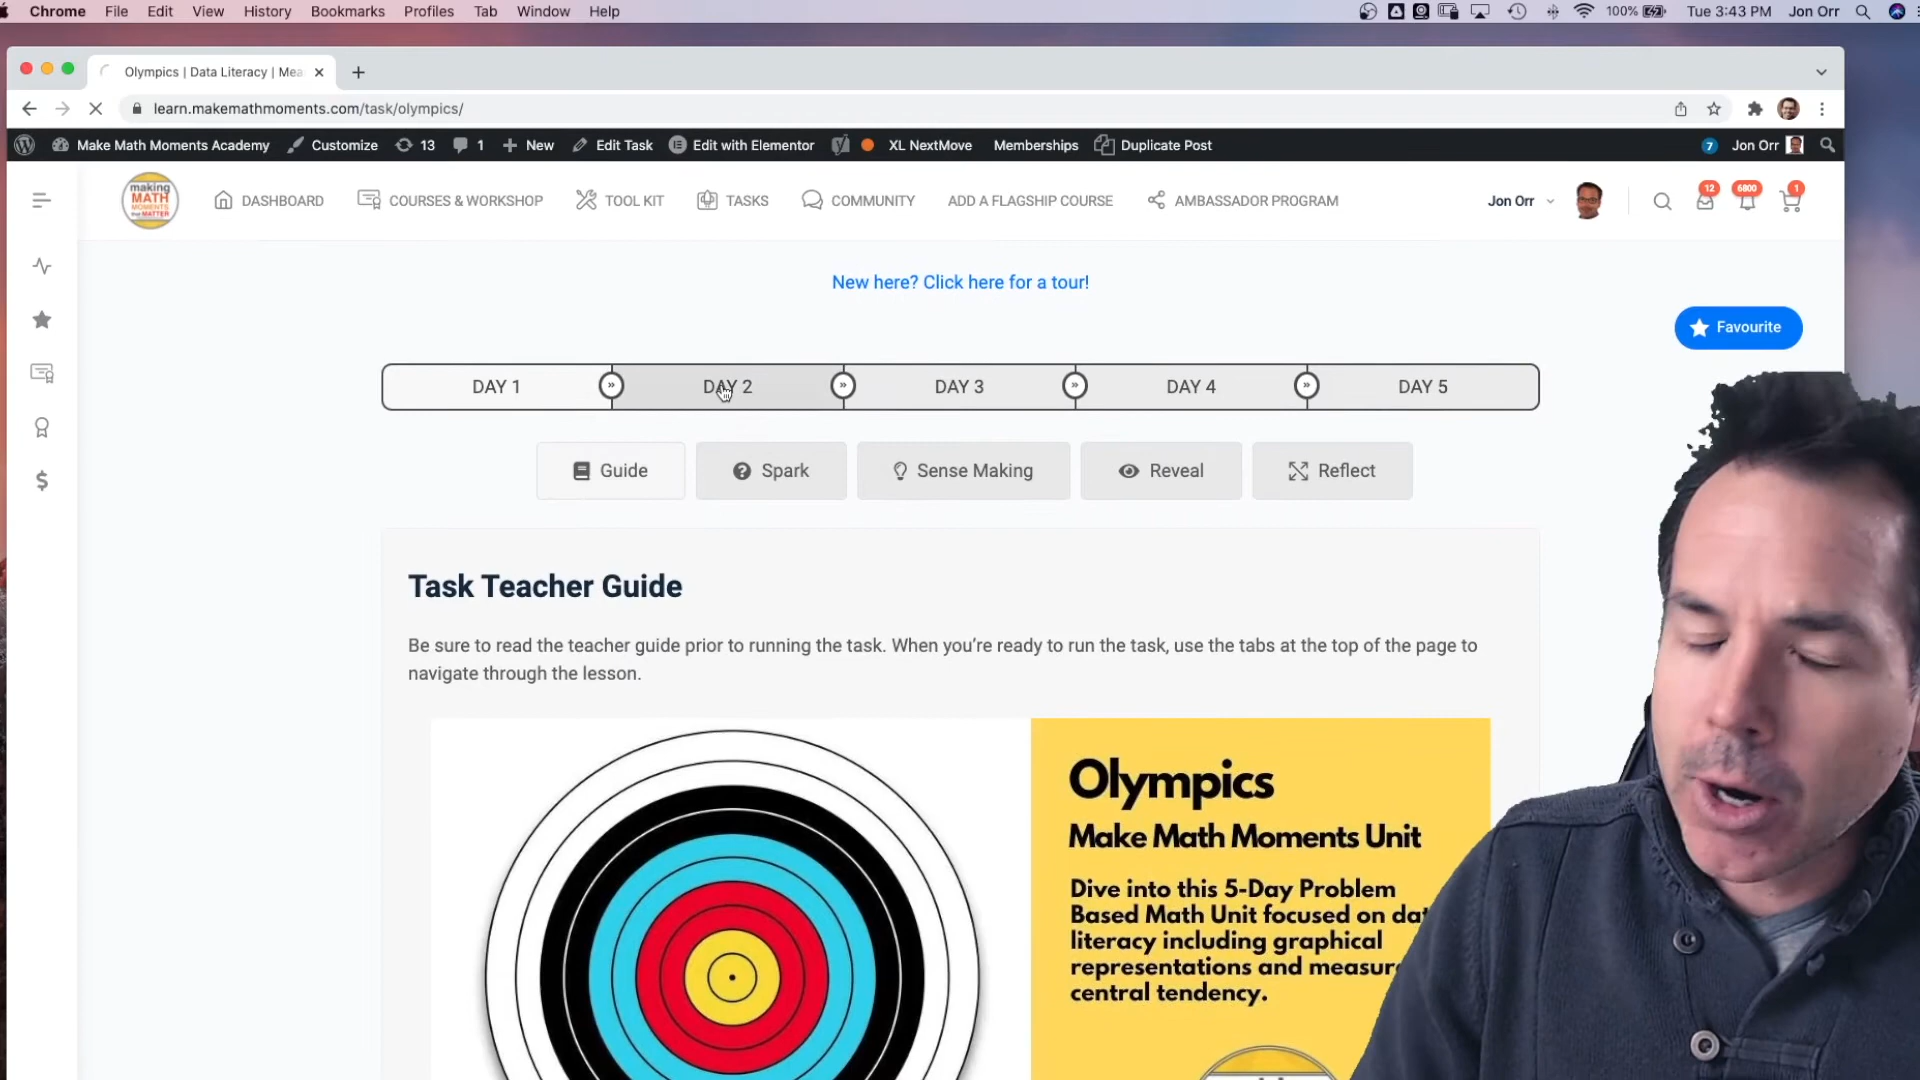 Chrome File Edit View History Bookmarks Profiles Tab Window Help 100% Tue 3:43 PM Jon Orr
Olympics | Data Literacy | Mea
learn.makemathmoments.com/task/olympics/
Make Math Moments Academy Customize 13 1 New Edit Task Edit with Elementor XL NextMove Memberships Duplicate Post 7 Jon Orr
making MATH MOMENTS that MATTER
DASHBOARD COURSES & WORKSHOP TOOL KIT TASKS COMMUNITY ADD A FLAGSHIP COURSE AMBASSADOR PROGRAM Jon Orr 12 6800 1
New here? Click here for a tour!
Favourite
DAY 1 » DAY 2 » DAY 3 » DAY 4 » DAY 5
Guide Spark Sense Making Reveal Reflect
Task Teacher Guide
Be sure to read the teacher guide prior to running the task. When you're ready to run the task, use the tabs at the top of the page to
navigate through the lesson.
Olympics
Make Math Moments Unit
Dive into this 5-Day Problem
Based Math Unit focused on dat
literacy including graphical
representations and measur
central tendency.